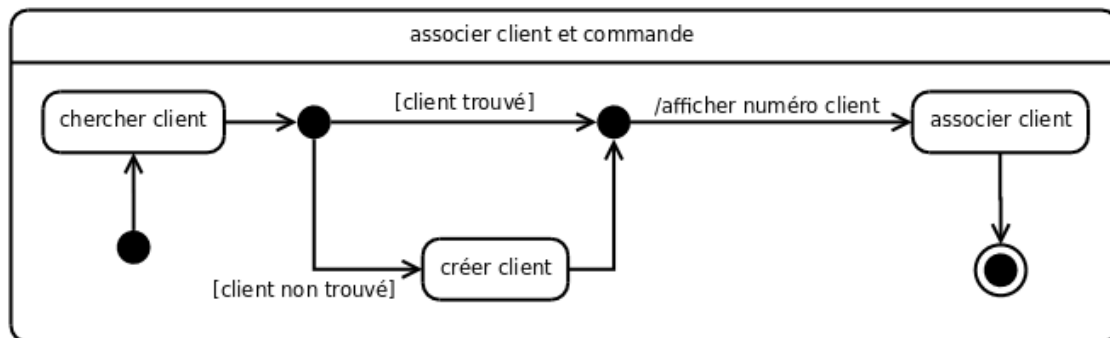 associer client et commande
chercher client
[client trouvé]
/afficher numéro client
associer client
[client non trouvé]
créer client